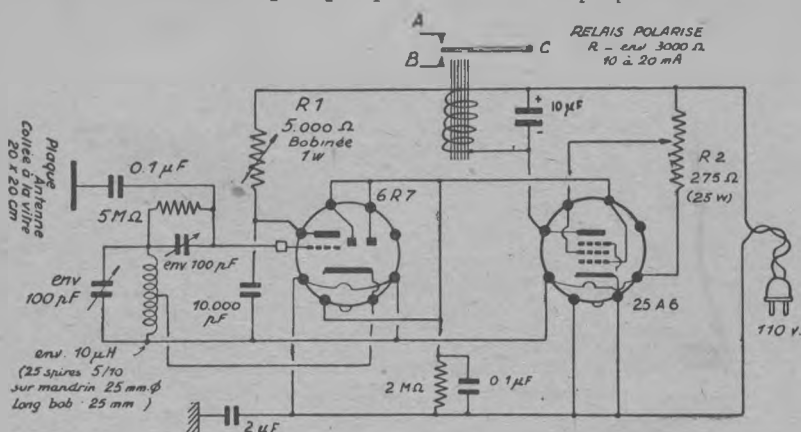 A
B
C
RELAIS POLARISE
R - env 3000 Ω
10 à 20 mA
R1
5.000 Ω
Bobinée
1 w
+
10 µF
-
R2
275 Ω
(25 w)
Plaque
Antenne
Collée à la vitre
20 x 20 cm
0.1 µF
5 MΩ
env 100 pF
6R7
env
100 pF
10.000
pF
25 A 6
110 v.
env. 10 µH
(25 spires 5/10
sur mandrin 25 mm. Φ
Long bob · 25 mm )
2 MΩ
0 1 µF
2 µF